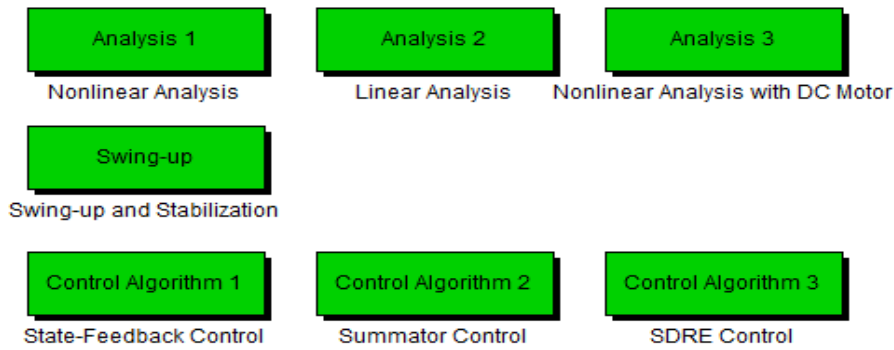 Analysis 1
Analysis 2
Analysis 3
Nonlinear Analysis
Linear Analysis
Nonlinear Analysis with DC Motor
Swing-up
Swing-up and Stabilization
Control Algorithm 1
Control Algorithm 2
Control Algorithm 3
State-Feedback Control
Summator Control
SDRE Control